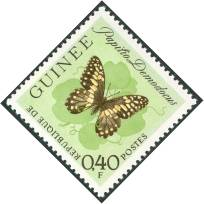 GUINEE
Papilio Demodocus
REPUBLIQUE DE
POSTES
0,40
F